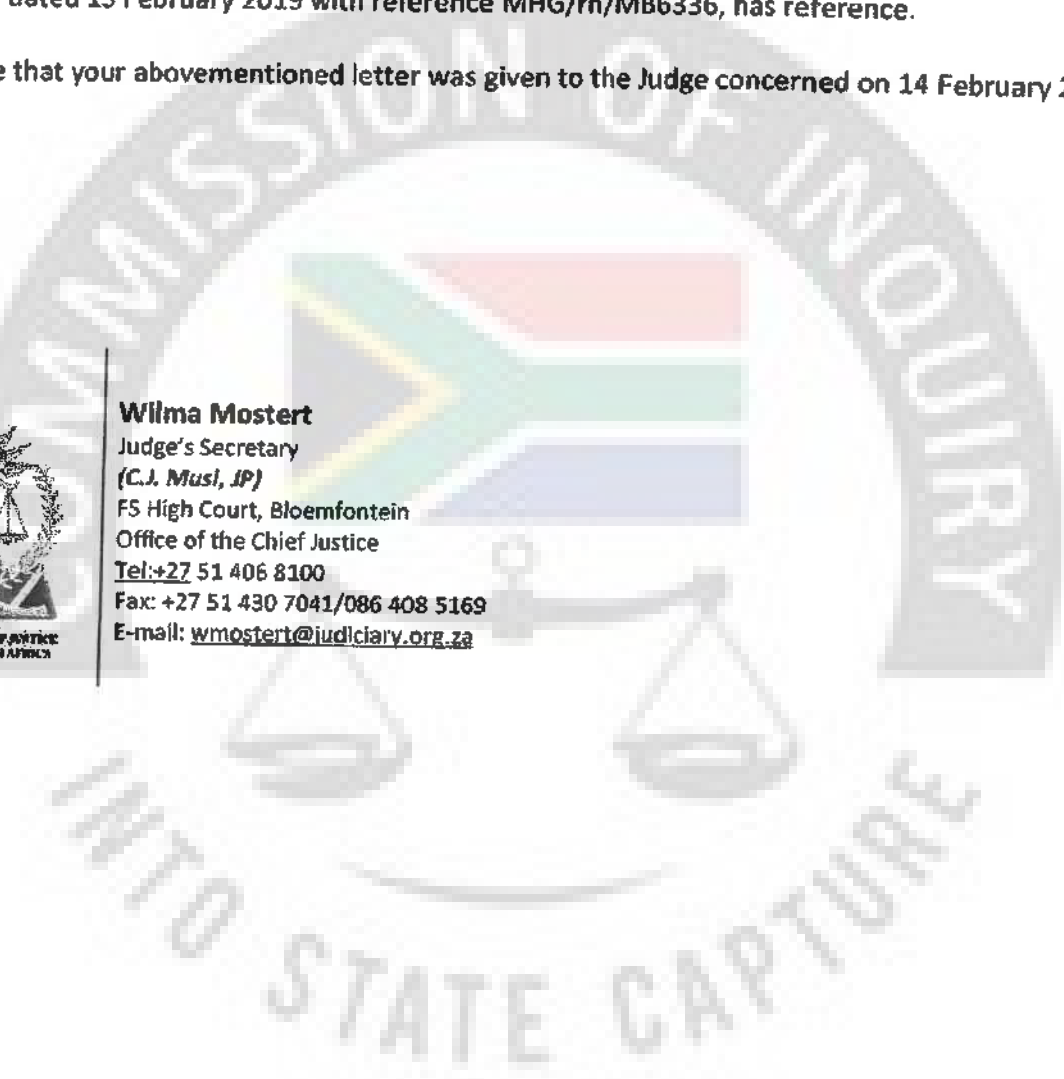 dated 13 February 2019 with reference MHG/rh/MB6336, has reference.
e that your abovementioned letter was given to the Judge concerned on 14 February 2
Wilma Mostert
Judge's Secretary
(C.J. Musi, JP)
FS High Court, Bloemfontein
Office of the Chief Justice
Tel:+27 51 406 8100
Fax: +27 51 430 7041/086 408 5169
E-mail: wmostert@judiciary.org.za
COMMISSION OF INQUIRY
INTO STATE CAPTURE